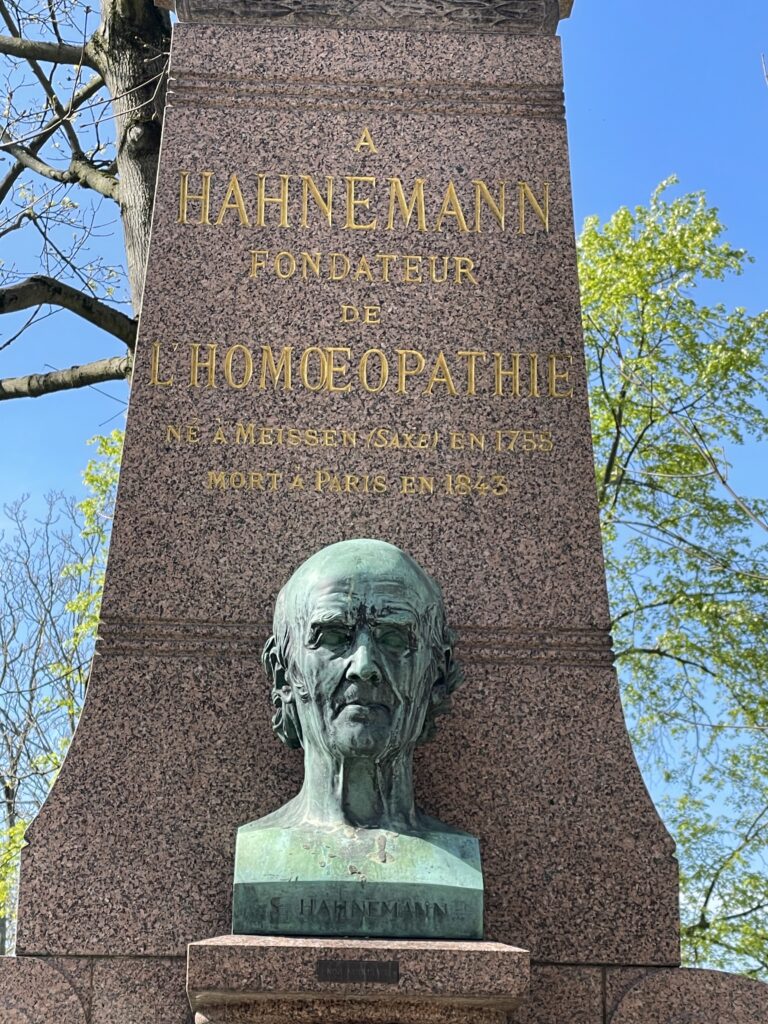 A
HAHNEMANN
FONDATEUR
DE
L'HOMŒOPATHIE
NÉ À MEISSEN (SAXE) EN 1755
MORT À PARIS EN 1843
S HAHNEMANN